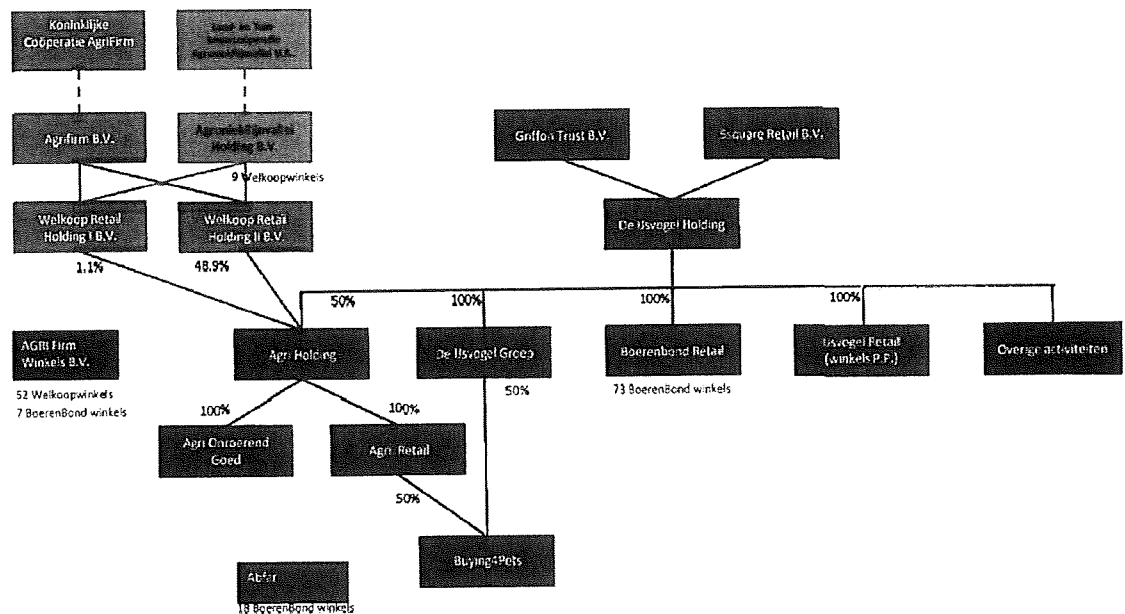 Koninklijke
Coöperatie AgriFirm
Agrifirm B.V.
Holding B.V.
9 Welkoopwinkels
Griffon Trust B.V.
5square Retail B.V.
Welkoop Retail
Holding I B.V.
Welkoop Retail
Holding II B.V.
De IJsvogel Holding
1.1%
48.9%
50%
100%
100%
100%
AGRI Firm
Winkels B.V.
Agri Holding
De IJsvogel Groep
Boerenbond Retail
IJsvogel Retail
(winkels P.P.)
Overige activiteiten
52 Welkoopwinkels
7 BoerenBond winkels
50%
73 BoerenBond winkels
100%
100%
Agri Onroerend
Goed
Agri Retail
50%
Buying4Pets
Abfar
18 BoerenBond winkels